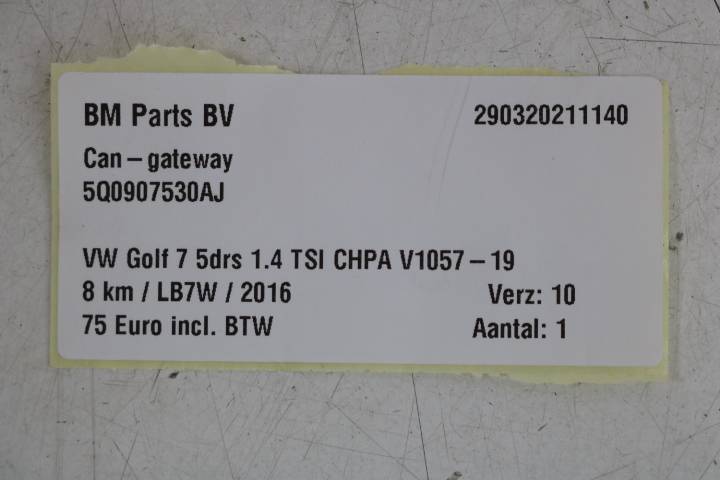 BM Parts BV 290320211140
Can-gateway
5Q0907530AJ
VW Golf 7 5drs 1.4 TSI CHPA V1057-19
8 km / LB7W / 2016 Verz: 10
75 Euro incl. BTW Aantal: 1